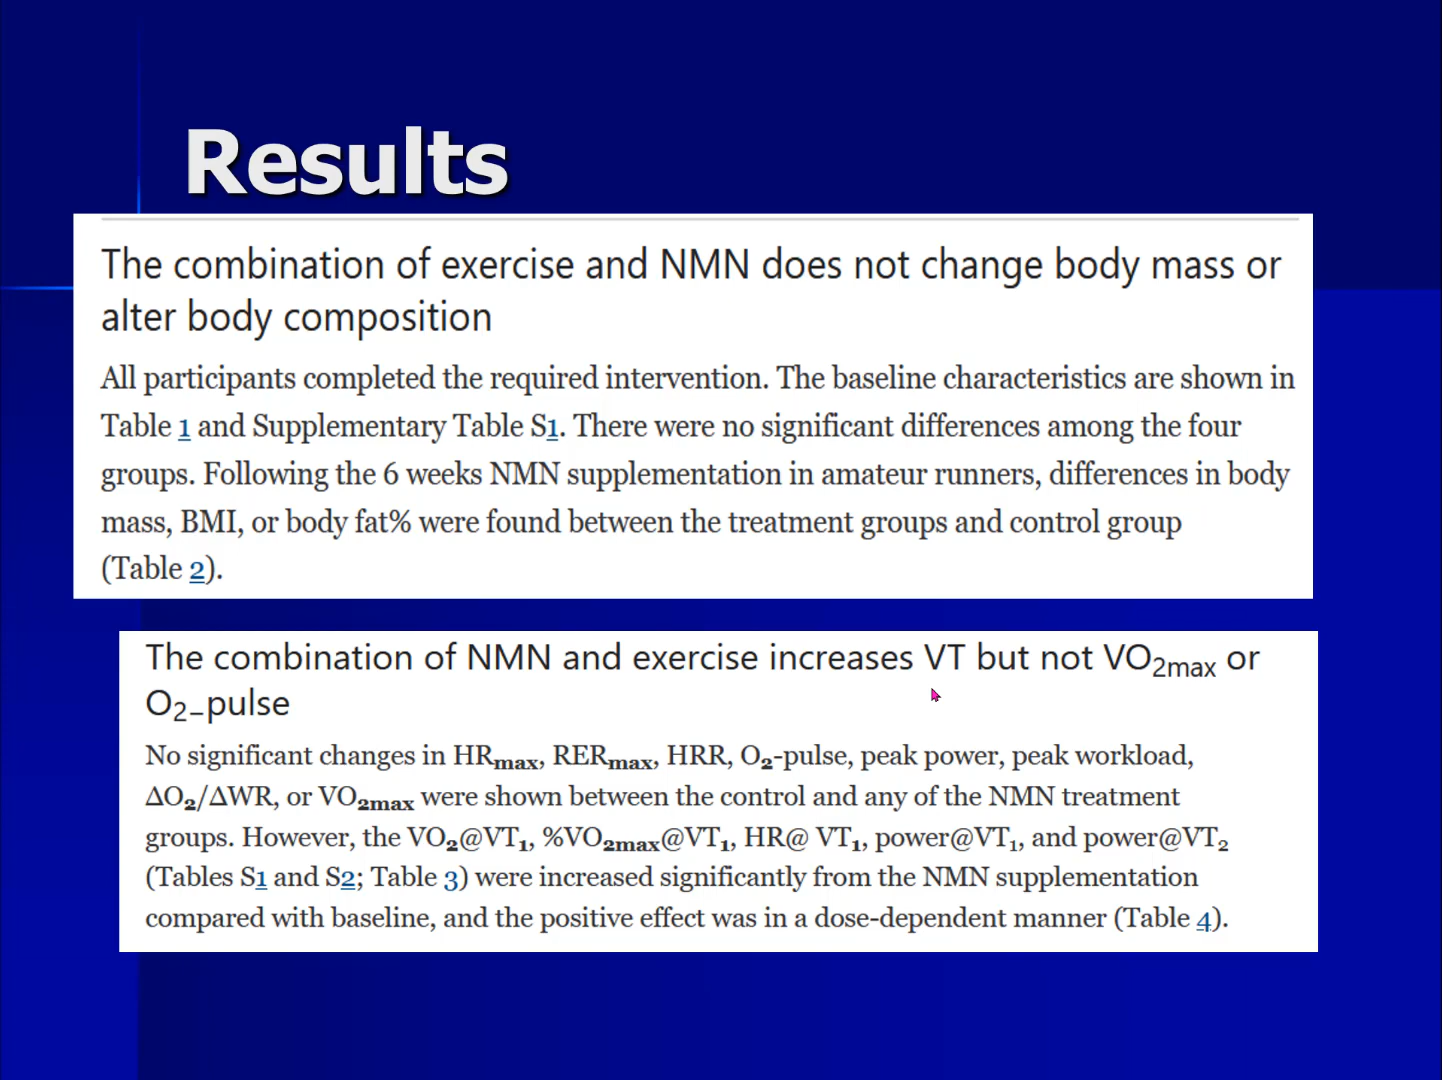 Results
The combination of exercise and NMN does not change body mass or
alter body composition
All participants completed the required intervention. The baseline characteristics are shown in
Table 1 and Supplementary Table S1. There were no significant differences among the four
groups. Following the 6 weeks NMN supplementation in amateur runners, differences in body
mass, BMI, or body fat% were found between the treatment groups and control group
(Table 2).
The combination of NMN and exercise increases VT but not VO2max or
O2–pulse
No significant changes in HRmax, RERmax, HRR, O2-pulse, peak power, peak workload,
ΔO2/ΔWR, or VO2max were shown between the control and any of the NMN treatment
groups. However, the VO2@VT1, %VO2max@VT1, HR@ VT1, power@VT1, and power@VT2
(Tables S1 and S2; Table 3) were increased significantly from the NMN supplementation
compared with baseline, and the positive effect was in a dose-dependent manner (Table 4).